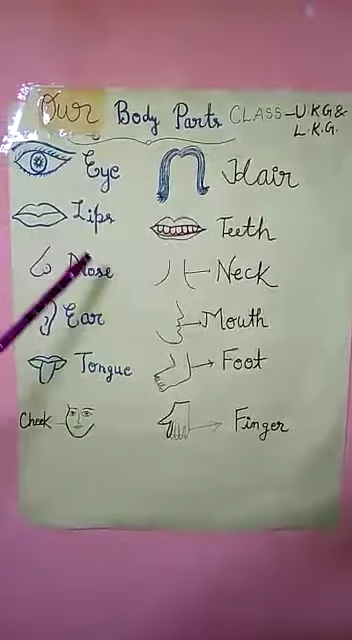 Our Body Parts CLASS-UKG &
L.K.G.
Eye
Hair
Lips
Teeth
Nose
Neck
Ear
Mouth
Tongue
Foot
Cheek
Finger